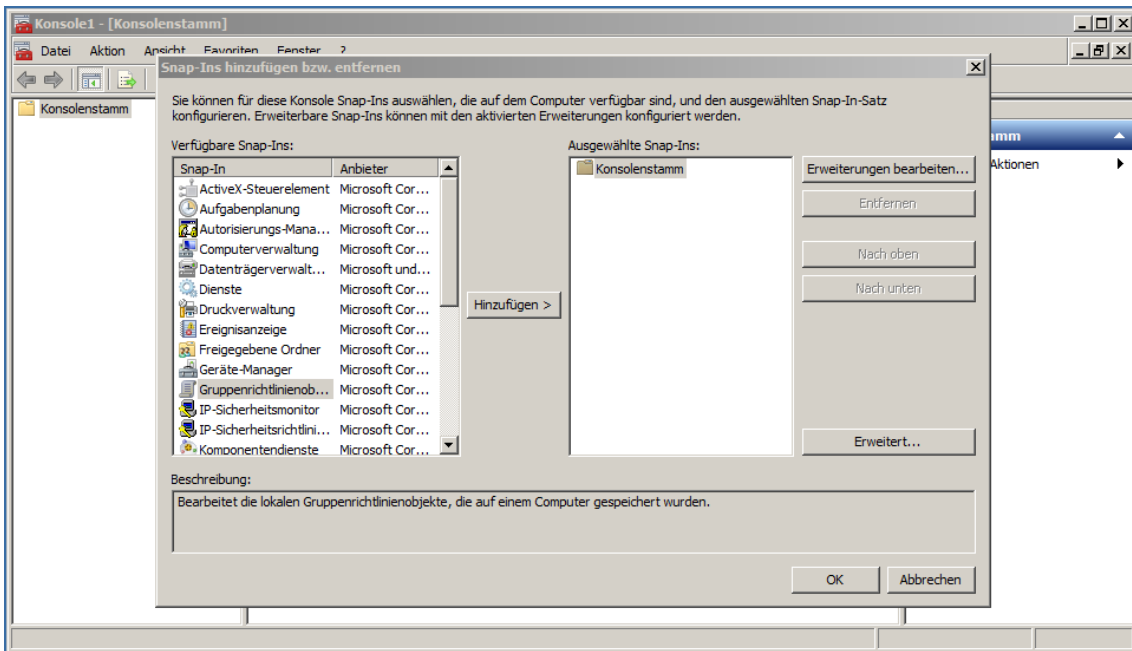 Konsole1 - [Konsolenstamm]
Datei Aktion Ansicht Favoriten Fenster ?
Snap-Ins hinzufügen bzw. entfernen
Konsolenstamm
Sie können für diese Konsole Snap-Ins auswählen, die auf dem Computer verfügbar sind, und den ausgewählten Snap-In-Satz
konfigurieren. Erweiterbare Snap-Ins können mit den aktivierten Erweiterungen konfiguriert werden.
Verfügbare Snap-Ins:
Snap-In Anbieter
ActiveX-Steuerelement Microsoft Cor...
Aufgabenplanung Microsoft Cor...
Autorisierungs-Mana... Microsoft Cor...
Computerverwaltung Microsoft Cor...
Datenträgerverwalt... Microsoft und...
Dienste Microsoft Cor...
Druckverwaltung Microsoft Cor...
Ereignisanzeige Microsoft Cor...
Freigegebene Ordner Microsoft Cor...
Geräte-Manager Microsoft Cor...
Gruppenrichtlinienob... Microsoft Cor...
IP-Sicherheitsmonitor Microsoft Cor...
IP-Sicherheitsrichtlini... Microsoft Cor...
Komponentendienste Microsoft Cor...
Hinzufügen >
Ausgewählte Snap-Ins:
Konsolenstamm
Erweiterungen bearbeiten...
Entfernen
Nach oben
Nach unten
Erweitert...
Beschreibung:
Bearbeitet die lokalen Gruppenrichtlinienobjekte, die auf einem Computer gespeichert wurden.
OK Abbrechen
mm
Aktionen